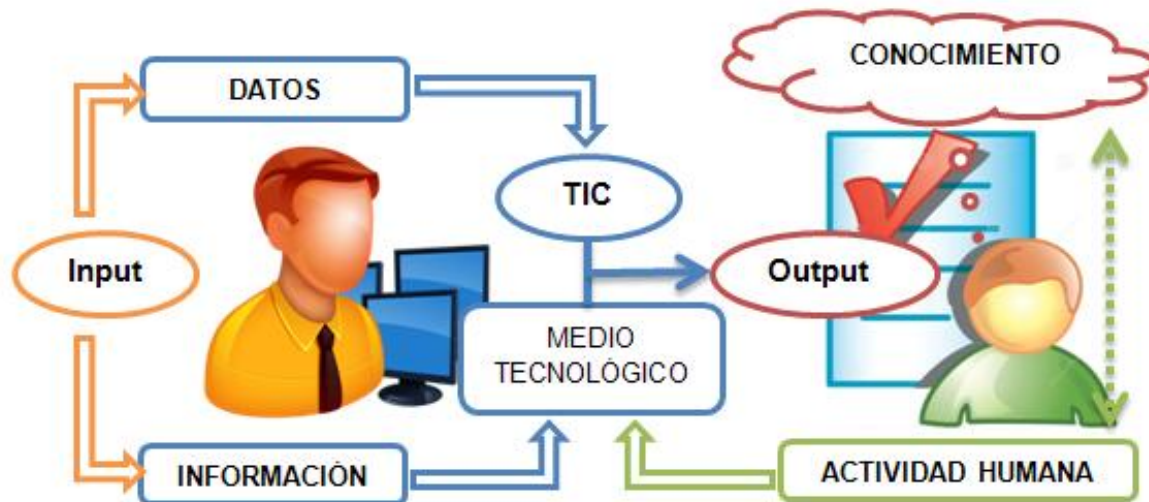 CONOCIMIENTO
DATOS
TIC
Input
Output
MEDIO
TECNOLÓGICO
INFORMACIÓN
ACTIVIDAD HUMANA